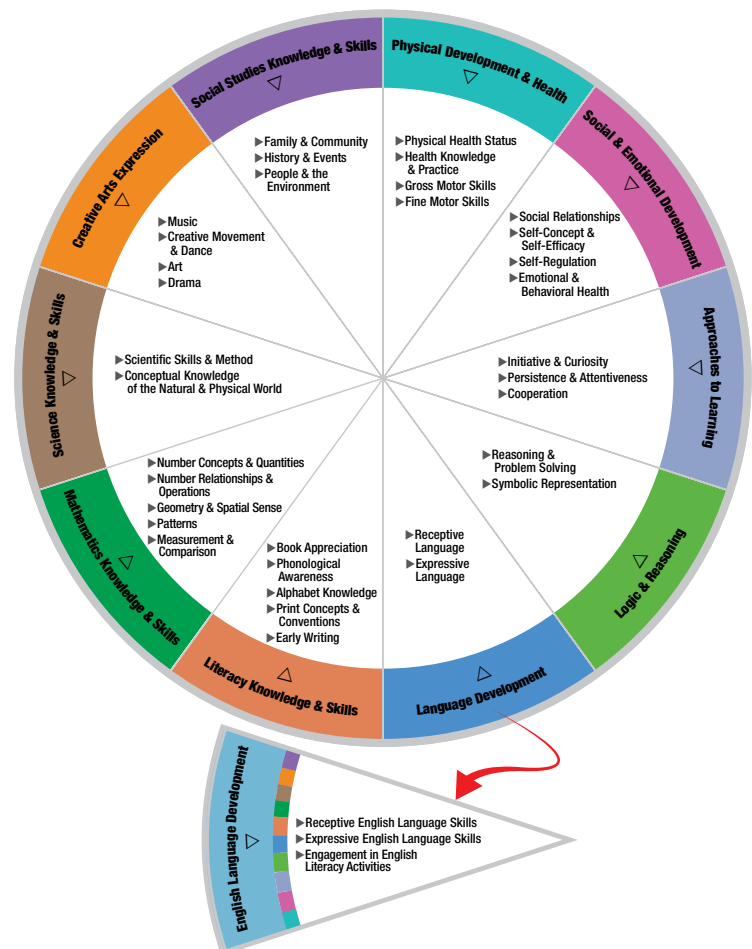 Physical Development & Health
▶Physical Health Status
▶Health Knowledge
& Practice
▶Gross Motor Skills
▶Fine Motor Skills
Social & Emotional Development
▶Social Relationships
▶Self-Concept &
Self-Efficacy
▶Self-Regulation
▶Emotional &
Behavioral Health
Approaches to Learning
▶Initiative & Curiosity
▶Persistence & Attentiveness
▶Cooperation
Logic & Reasoning
▶Reasoning &
Problem Solving
▶Symbolic Representation
Language Development
▶Receptive
Language
▶Expressive
Language
Literacy Knowledge & Skills
▶Book Appreciation
▶Phonological
Awareness
▶Alphabet Knowledge
▶Print Concepts &
Conventions
▶Early Writing
Mathematics Knowledge & Skills
▶Number Concepts & Quantities
▶Number Relationships &
Operations
▶Geometry & Spatial Sense
▶Patterns
▶Measurement &
Comparison
Science Knowledge & Skills
▶Scientific Skills & Method
▶Conceptual Knowledge
of the Natural & Physical World
Creative Arts Expression
▶Music
▶Creative Movement
& Dance
▶Art
▶Drama
Social Studies Knowledge & Skills
▶Family & Community
▶History & Events
▶People & the
Environment
English Language Development
▶Receptive English Language Skills
▶Expressive English Language Skills
▶Engagement in English
Literacy Activities